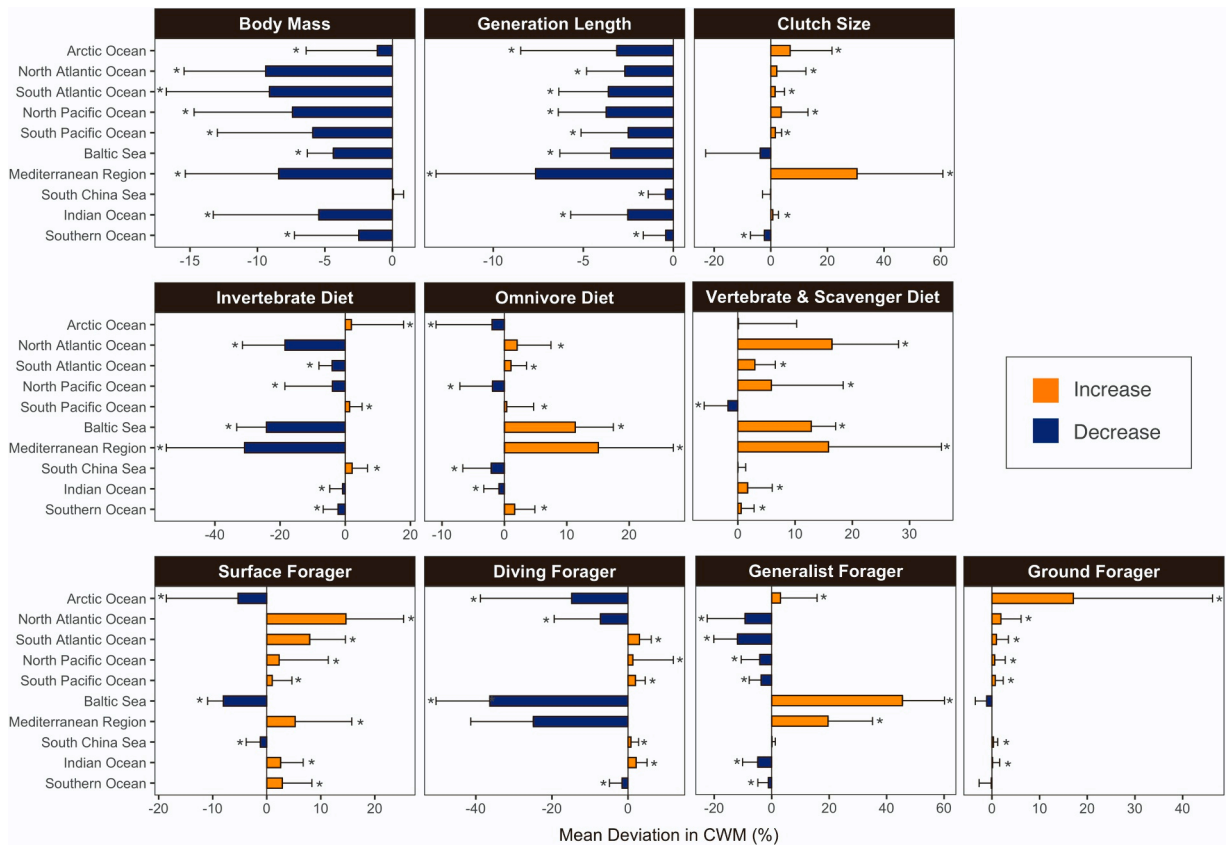 Body Mass Generation Length Clutch Size
Arctic Ocean * * *
North Atlantic Ocean * * *
South Atlantic Ocean * * *
North Pacific Ocean * * *
South Pacific Ocean * * *
Baltic Sea * *
Mediterranean Region * * *
South China Sea *
Indian Ocean * * *
Southern Ocean * * *
-15 -10 -5 0 -10 -5 0 -20 0 20 40 60
Invertebrate Diet Omnivore Diet Vertebrate & Scavenger Diet
Arctic Ocean * *
North Atlantic Ocean * * *
South Atlantic Ocean * * *
North Pacific Ocean * * *
South Pacific Ocean * * *
Baltic Sea * * *
Mediterranean Region * * *
South China Sea * *
Indian Ocean * * *
Southern Ocean * * *
-40 -20 0 20 -10 0 10 20 0 10 20 30
Increase
Decrease
Surface Forager Diving Forager Generalist Forager Ground Forager
Arctic Ocean * * * *
North Atlantic Ocean * * * *
South Atlantic Ocean * * * *
North Pacific Ocean * * * *
South Pacific Ocean * * * *
Baltic Sea * * *
Mediterranean Region * *
South China Sea * * *
Indian Ocean * * * *
Southern Ocean * * *
-20 -10 0 10 20 -40 -20 0 -20 0 20 40 60 0 20 40
Mean Deviation in CWM (%)